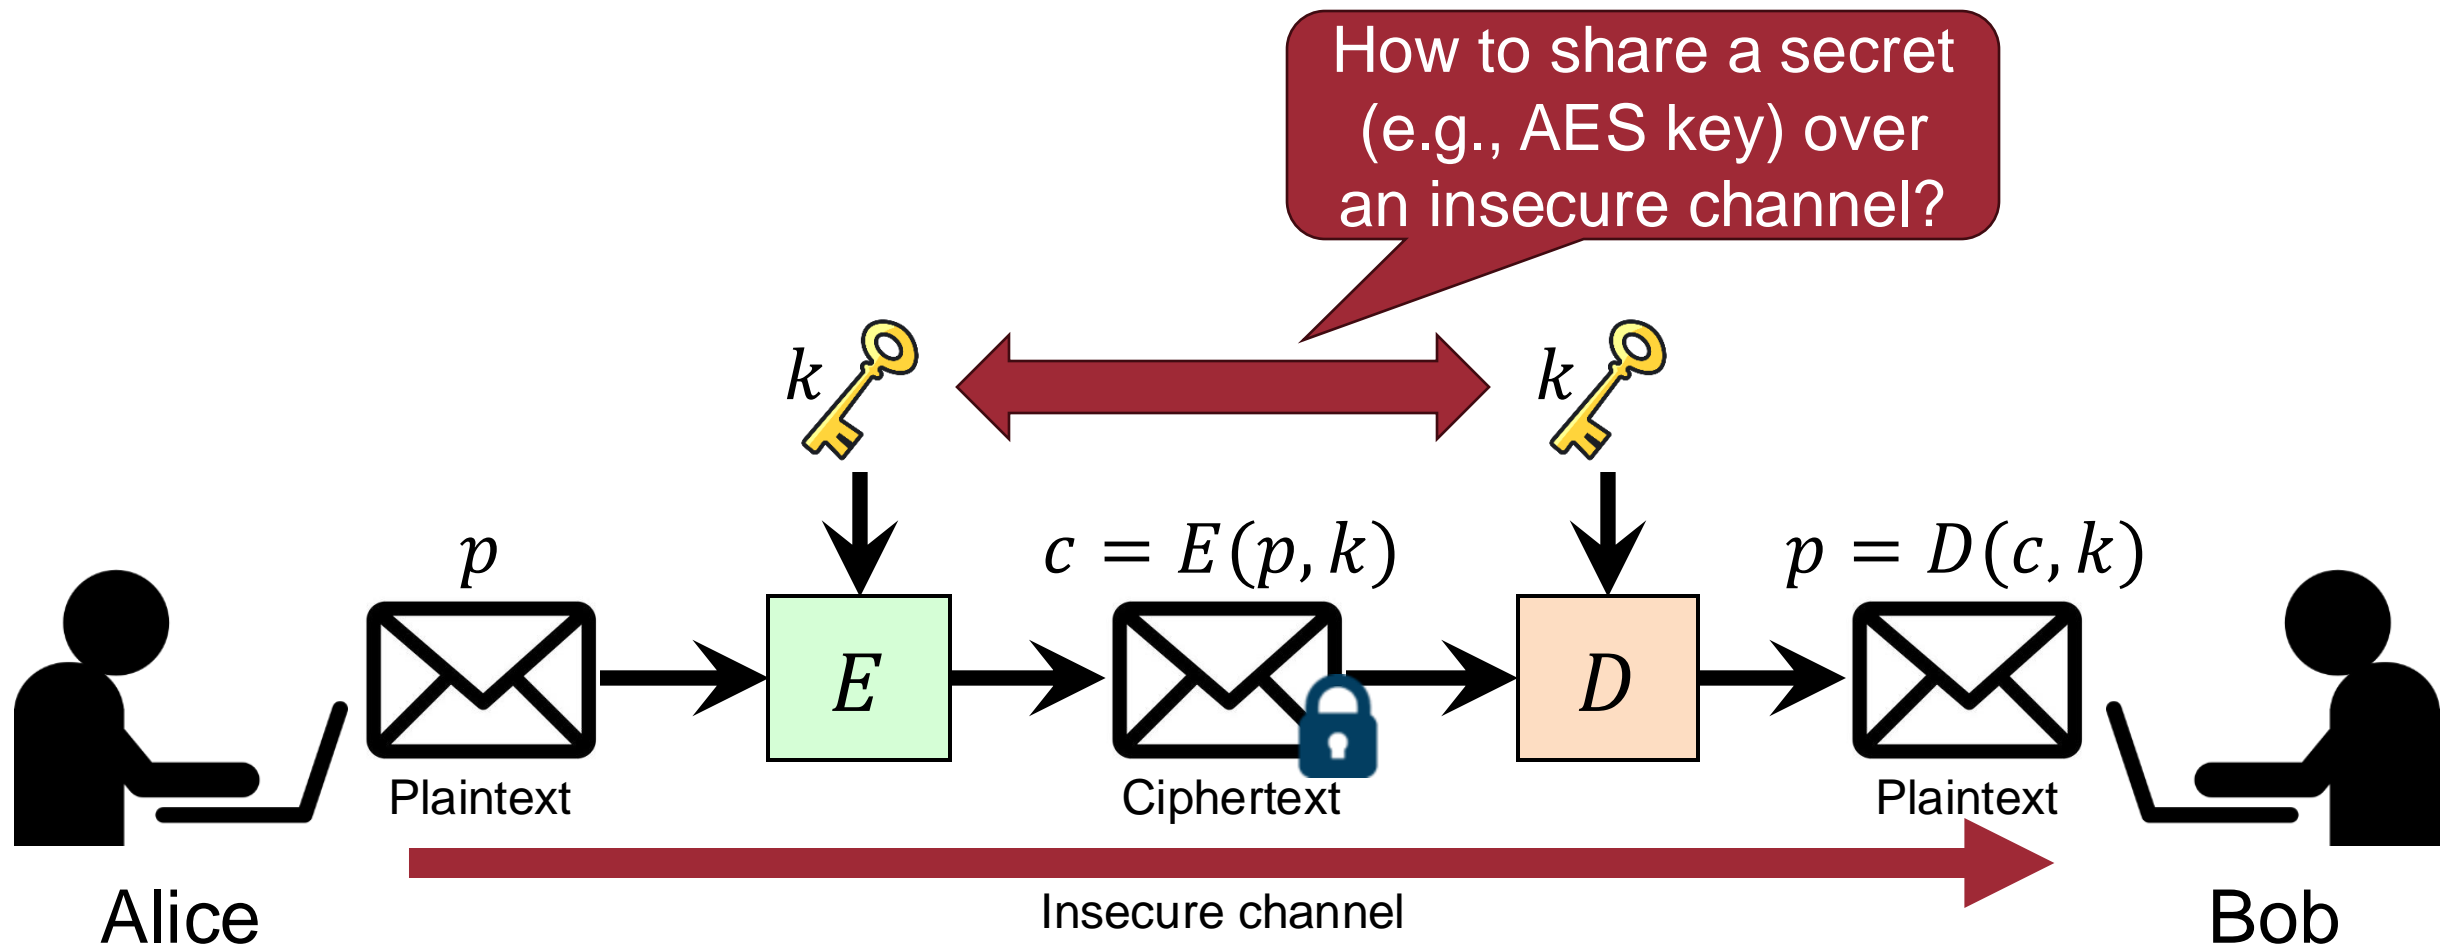 How to share a secret
(e.g., AES key) over
an insecure channel?
k
k
p
c = E(p, k)
p = D(c, k)
E
D
Plaintext
Ciphertext
Plaintext
Insecure channel
Alice
Bob